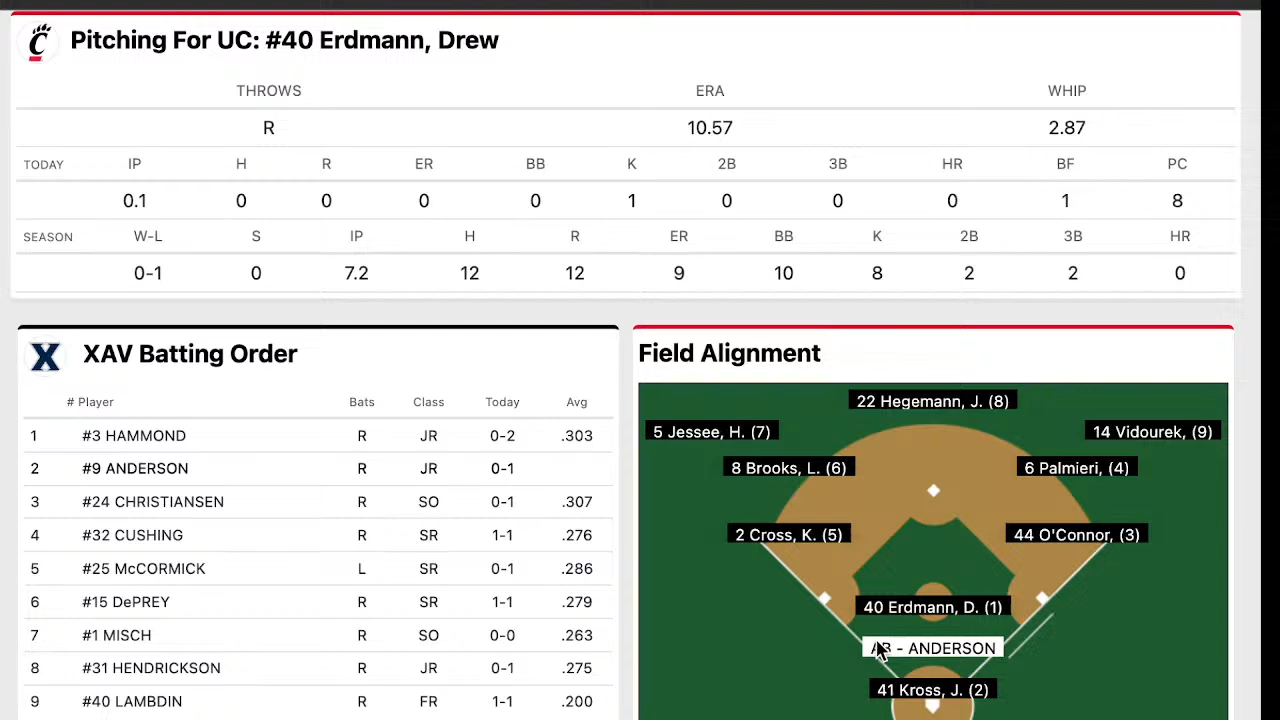 Pitching For UC: #40 Erdmann, Drew
THROWS ERA WHIP
R 10.57 2.87
TODAY IP H R ER BB K 2B 3B HR BF PC
0.1 0 0 0 0 1 0 0 0 1 8
SEASON W-L S IP H R ER BB K 2B 3B HR
0-1 0 7.2 12 12 9 10 8 2 2 0
X XAV Batting Order
# Player Bats Class Today Avg
1 #3 HAMMOND R JR 0-2 .303
2 #9 ANDERSON R JR 0-1
3 #24 CHRISTIANSEN R SO 0-1 .307
4 #32 CUSHING R SR 1-1 .276
5 #25 McCORMICK L SR 0-1 .286
6 #15 DePREY R SR 1-1 .279
7 #1 MISCH R SO 0-0 .263
8 #31 HENDRICKSON R JR 0-1 .275
9 #40 LAMBDIN R FR 1-1 .200
Field Alignment
22 Hegemann, J. (8)
5 Jessee, H. (7) 14 Vidourek, (9)
8 Brooks, L. (6) 6 Palmieri, (4)
2 Cross, K. (5) 44 O'Connor, (3)
40 Erdmann, D. (1)
AB - ANDERSON
41 Kross, J. (2)